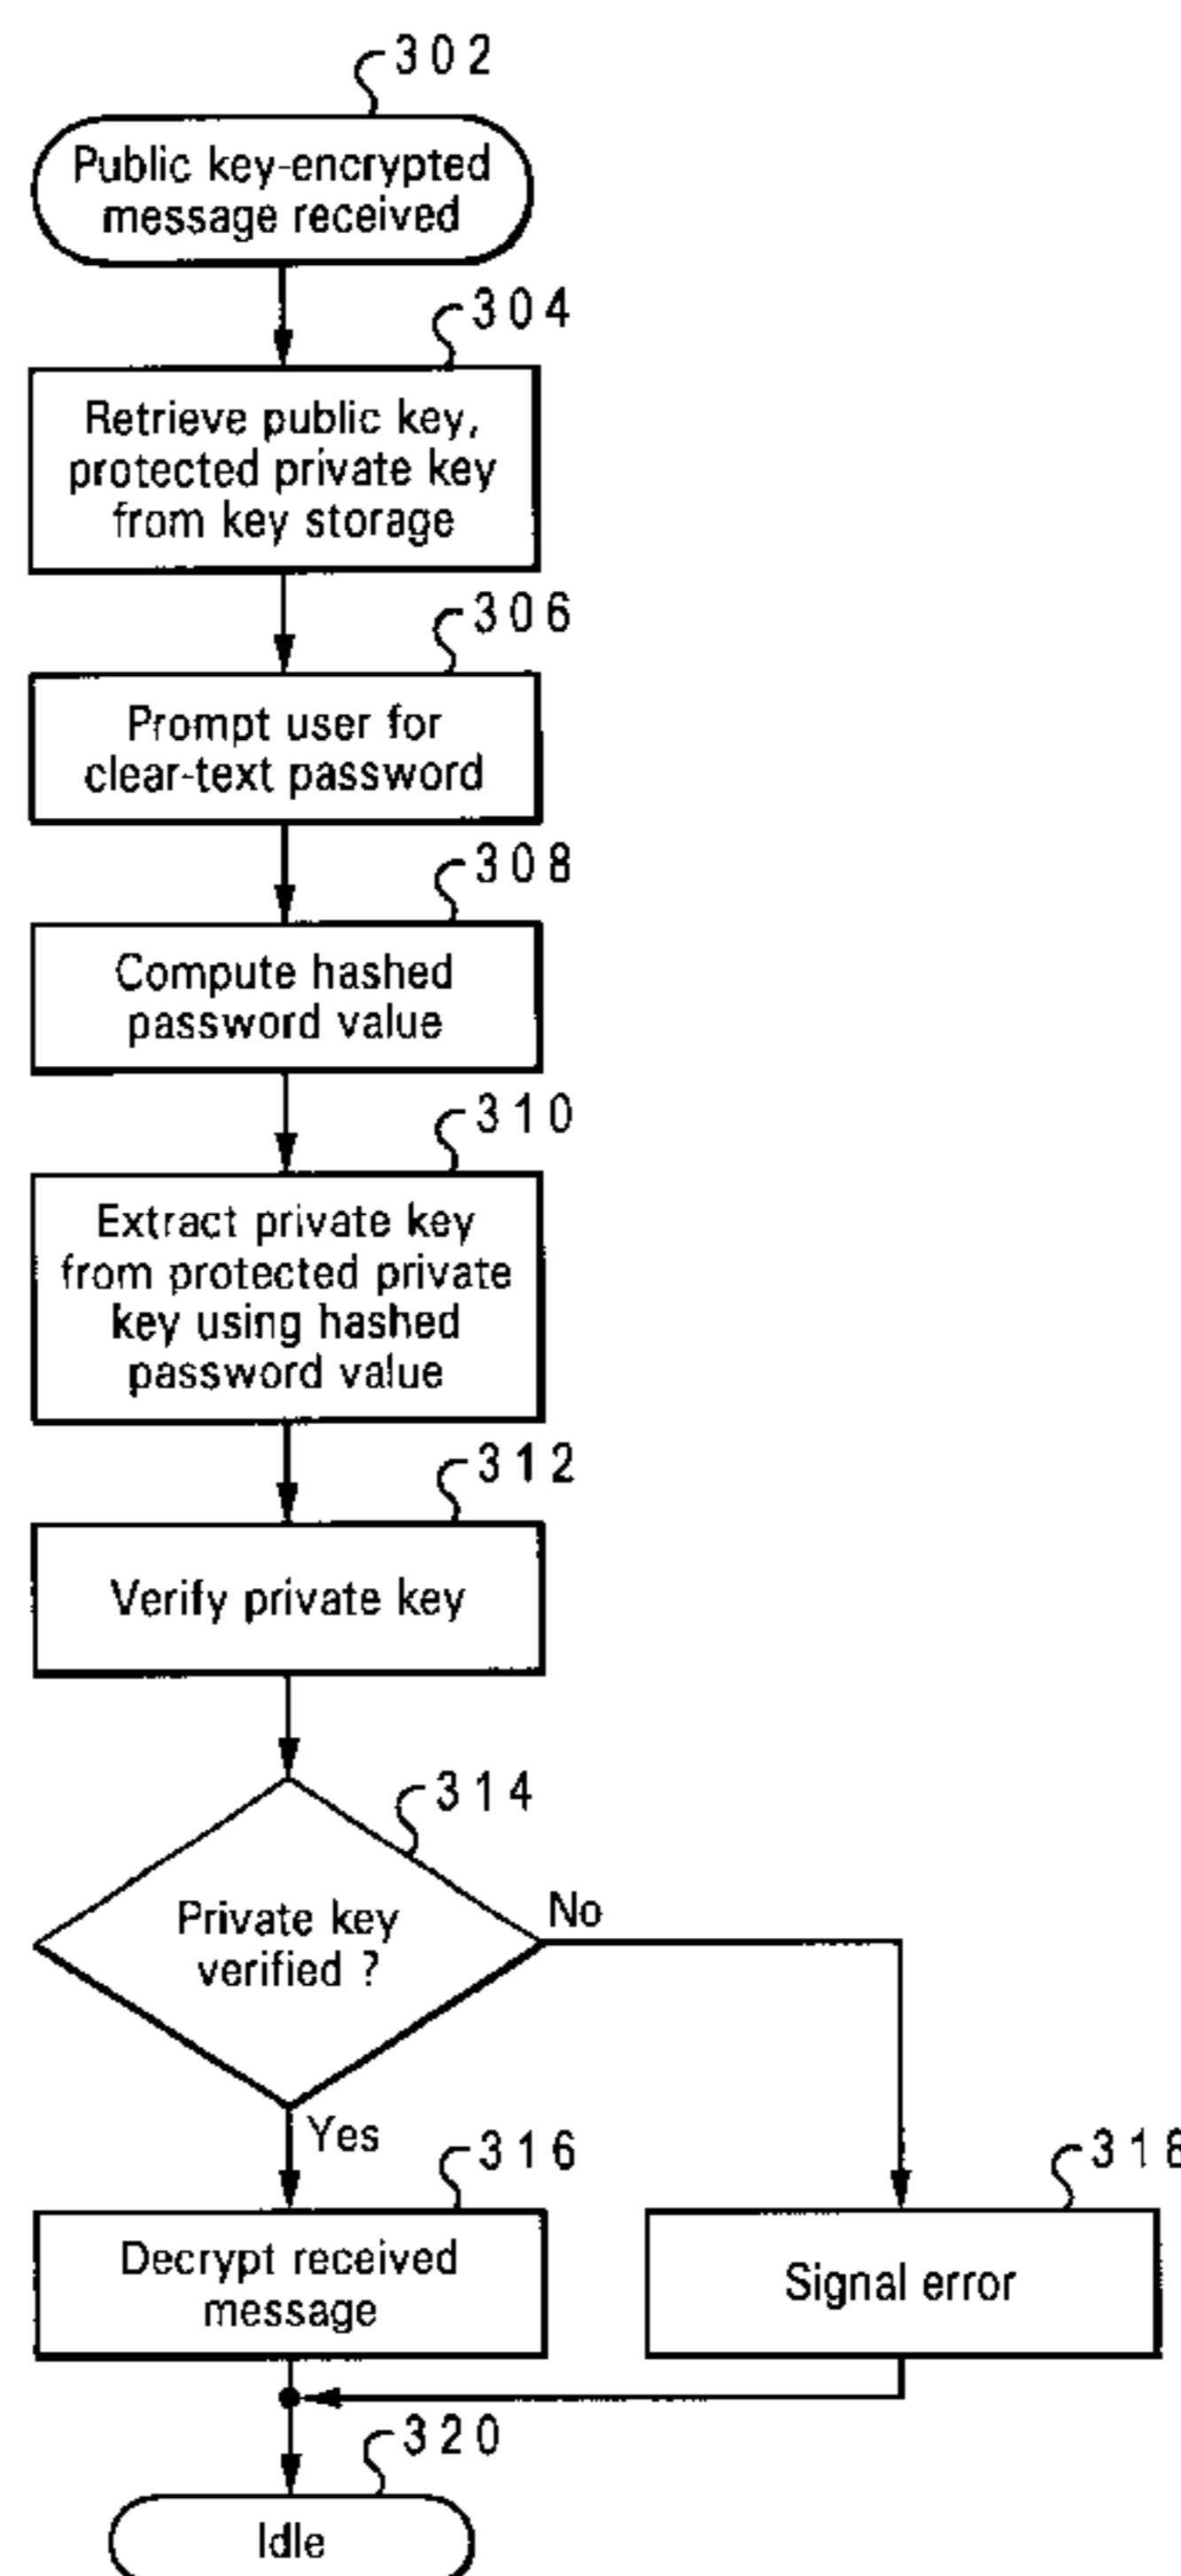 302
Public key-encrypted
message received
304
Retrieve public key,
protected private key
from key storage
306
Prompt user for
clear-text password
308
Compute hashed
password value
310
Extract private key
from protected private
key using hashed
password value
312
Verify private key
314
Private key
verified ?
No
Yes
316
Decrypt received
message
318
Signal error
320
Idle